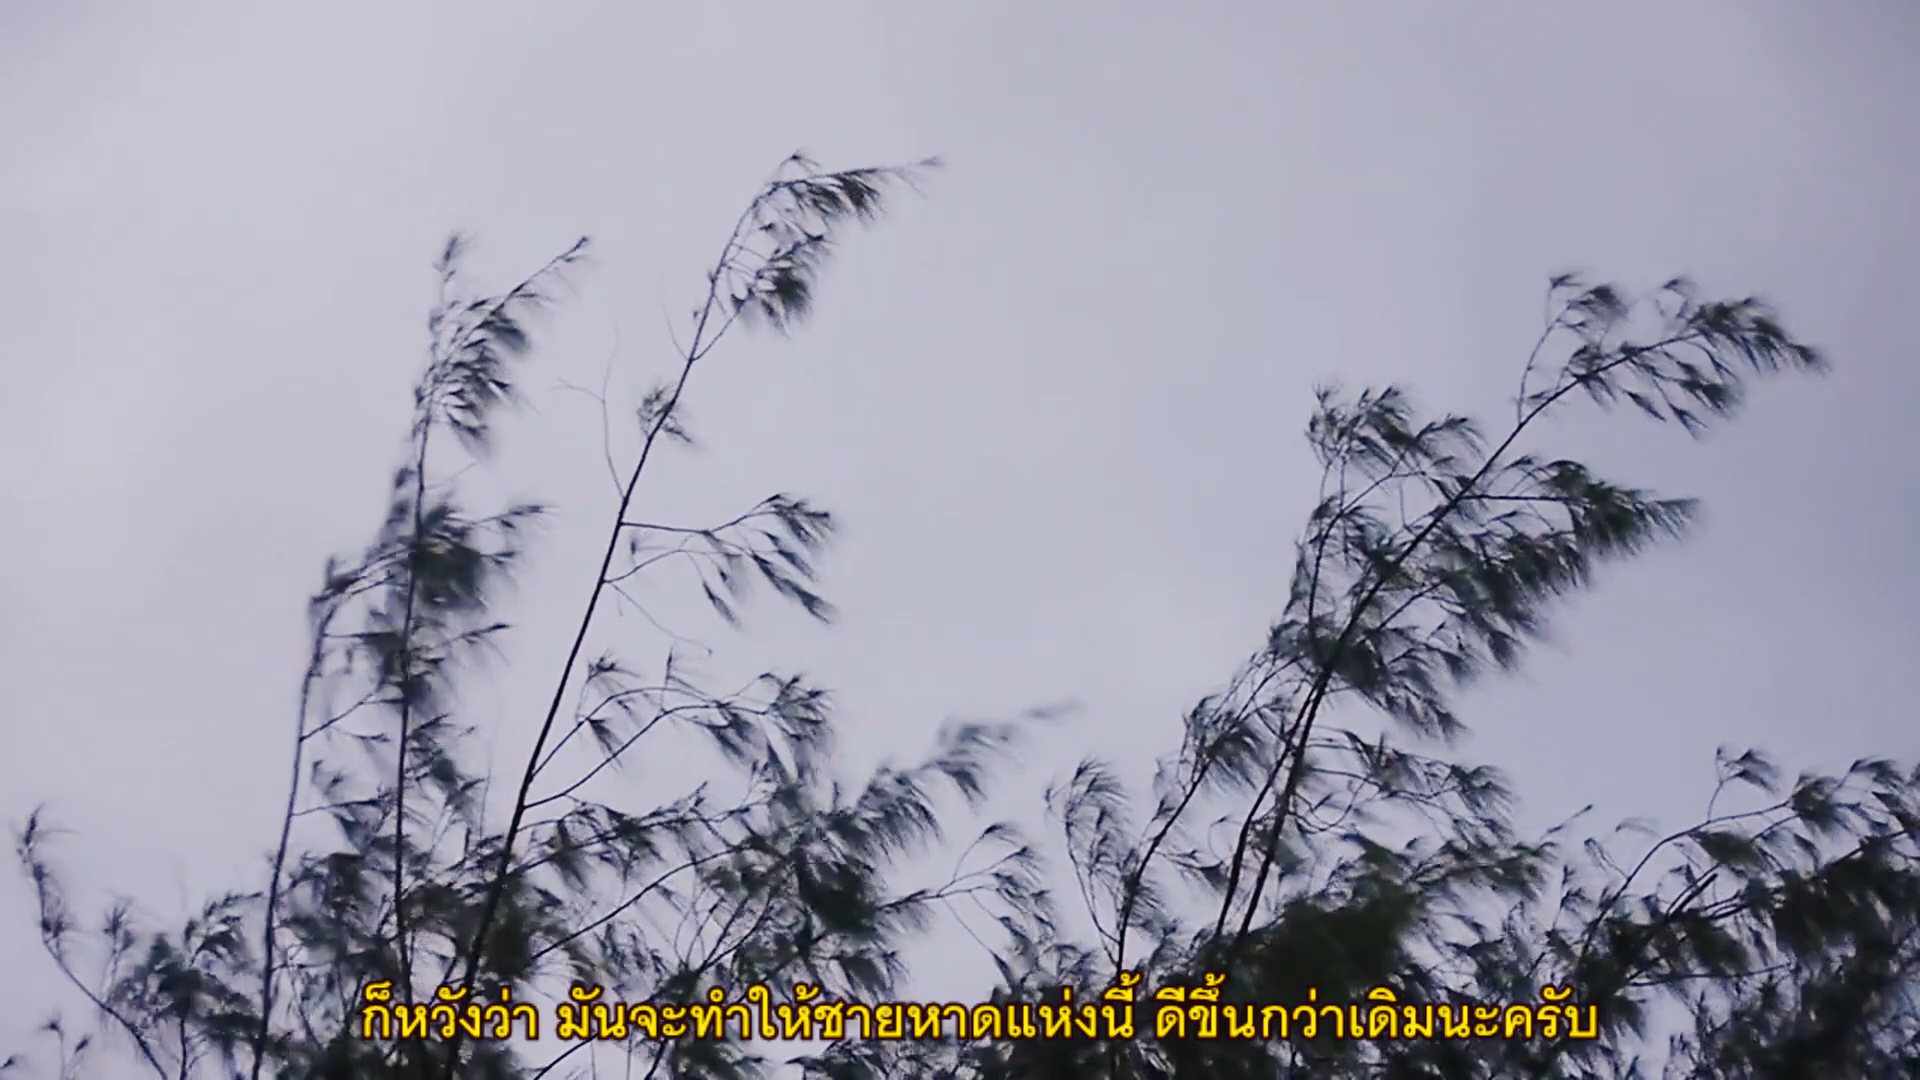 ก็หวังว่า มันจะทำให้ชายหาดแห่งนี้ ดีขึ้นกว่าเดิมนะครับ